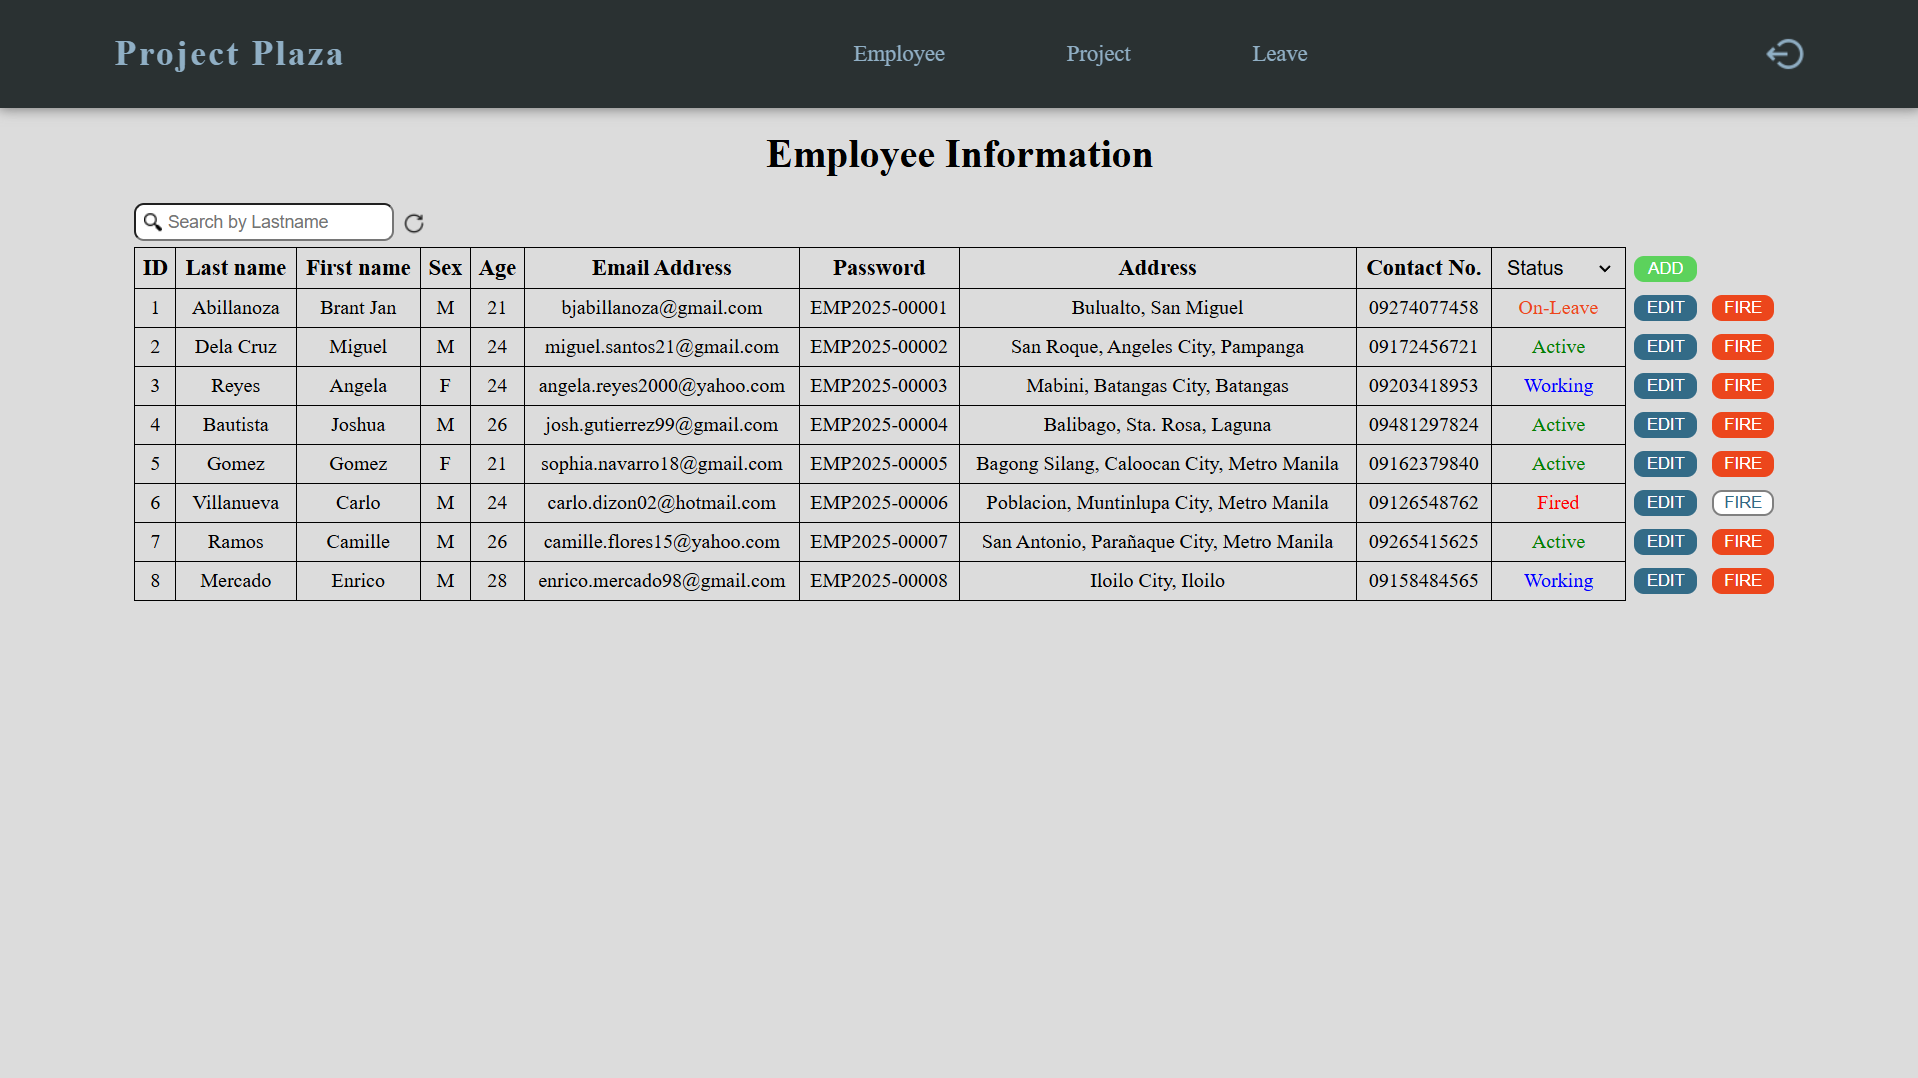 Project Plaza Employee Project Leave
Employee Information
Search by Lastname
ID Last name First name Sex Age Email Address Password Address Contact No. Status ADD
1 Abillanoza Brant Jan M 21 bjabillanoza@gmail.com EMP2025-00001 Bulualto, San Miguel 09274077458 On-Leave EDIT FIRE
2 Dela Cruz Miguel M 24 miguel.santos21@gmail.com EMP2025-00002 San Roque, Angeles City, Pampanga 09172456721 Active EDIT FIRE
3 Reyes Angela F 24 angela.reyes2000@yahoo.com EMP2025-00003 Mabini, Batangas City, Batangas 09203418953 Working EDIT FIRE
4 Bautista Joshua M 26 josh.gutierrez99@gmail.com EMP2025-00004 Balibago, Sta. Rosa, Laguna 09481297824 Active EDIT FIRE
5 Gomez Gomez F 21 sophia.navarro18@gmail.com EMP2025-00005 Bagong Silang, Caloocan City, Metro Manila 09162379840 Active EDIT FIRE
6 Villanueva Carlo M 24 carlo.dizon02@hotmail.com EMP2025-00006 Poblacion, Muntinlupa City, Metro Manila 09126548762 Fired EDIT FIRE
7 Ramos Camille M 26 camille.flores15@yahoo.com EMP2025-00007 San Antonio, Parañaque City, Metro Manila 09265415625 Active EDIT FIRE
8 Mercado Enrico M 28 enrico.mercado98@gmail.com EMP2025-00008 Iloilo City, Iloilo 09158484565 Working EDIT FIRE